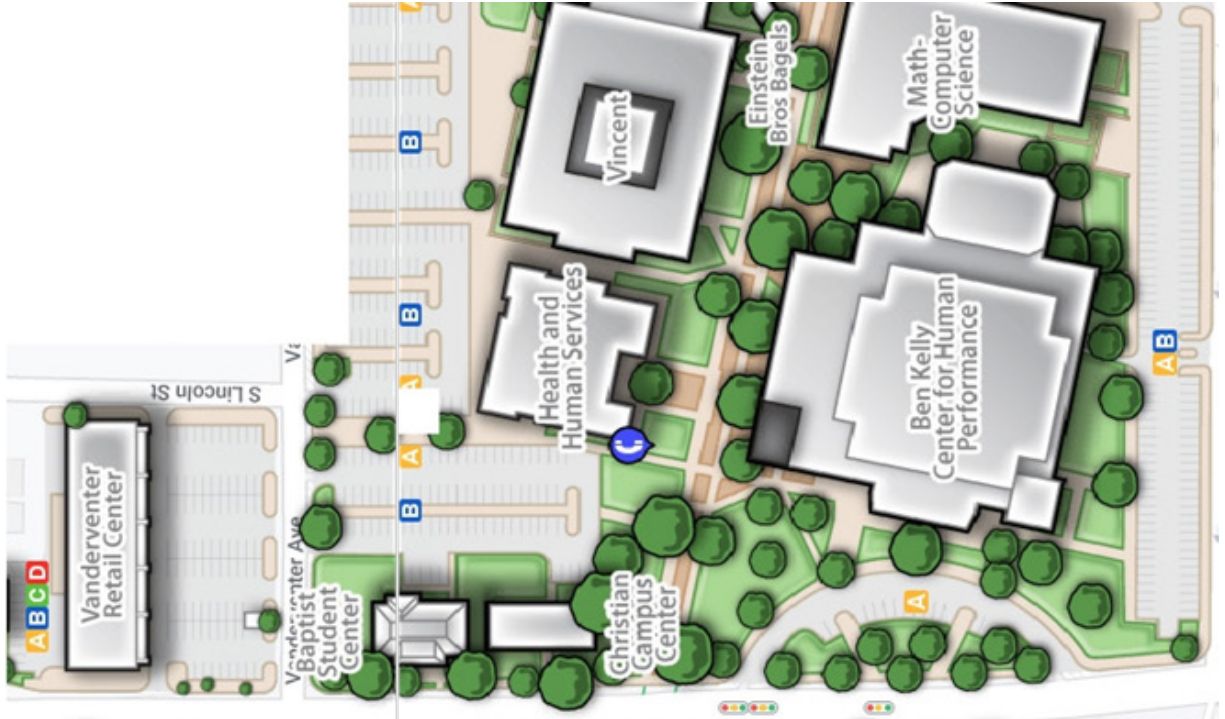 A
B
Vincent
Einstein
Bros Bagels
Math-
Computer
Science
B
A
Health and
Human Services
Ben Kelly
Center for Human
Performance
A B
S Lincoln St
Va
A
B
C
Vanderventer
Retail Center
A B C D
Vanderventer Ave
Baptist
Student
Center
Christian
Campus
Center
A